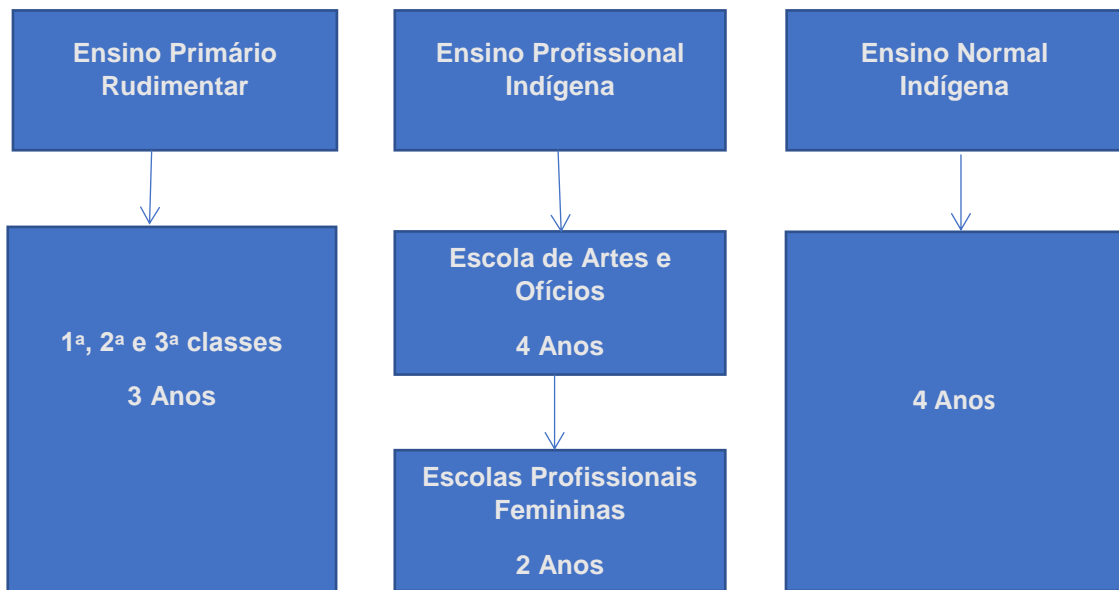 Ensino Primário
Rudimentar
1ª, 2ª e 3ª classes
3 Anos
Ensino Profissional
Indígena
Escola de Artes e
Ofícios
4 Anos
Escolas Profissionais
Femininas
2 Anos
Ensino Normal
Indígena
4 Anos